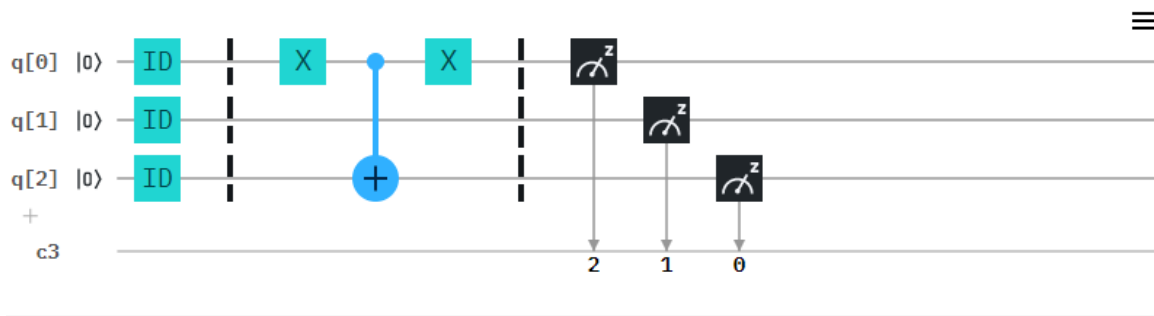 q[0] |0⟩ ID X X z
q[1] |0⟩ ID z
q[2] |0⟩ ID + z
+
c3
2 1 0